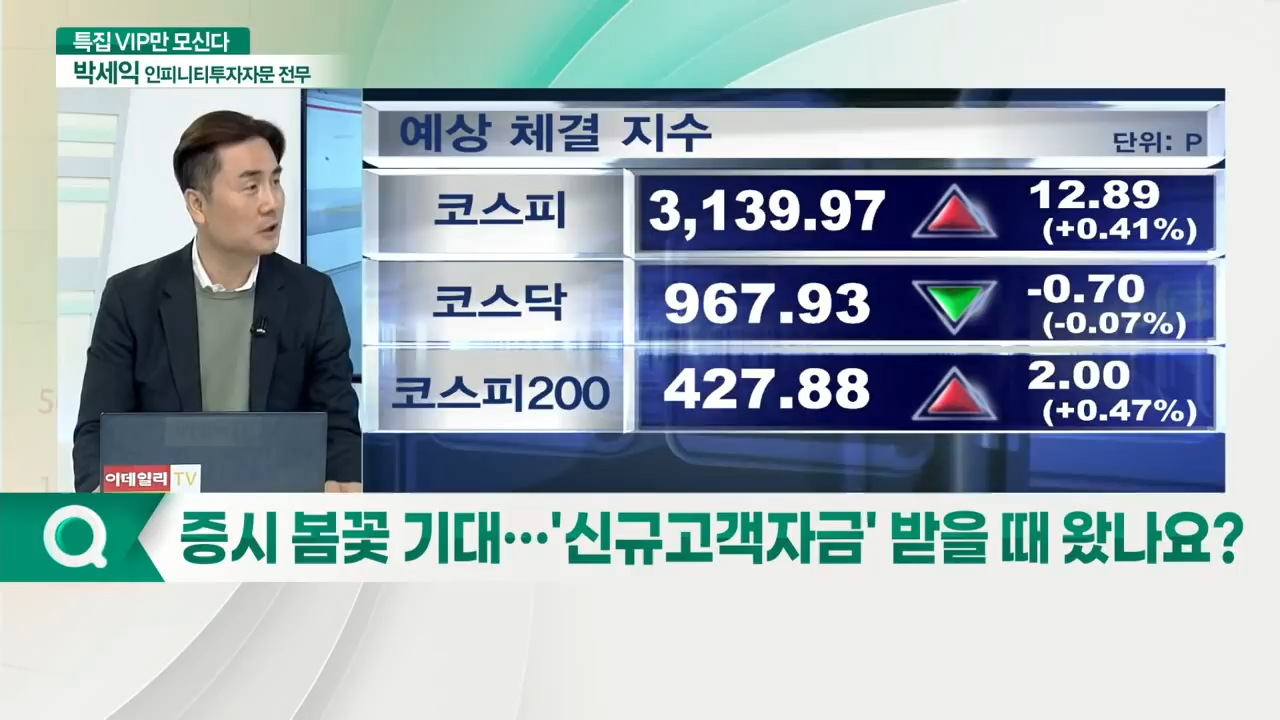 특집 VIP만 모신다
박세익 인피니티투자자문 전무
예상 체결 지수
단위: P
코스피 3,139.97 12.89 (+0.41%)
코스닥 967.93 -0.70 (-0.07%)
코스피200 427.88 2.00 (+0.47%)
이데일리 TV
증시 봄꽃 기대…'신규고객자금' 받을 때 왔나요?